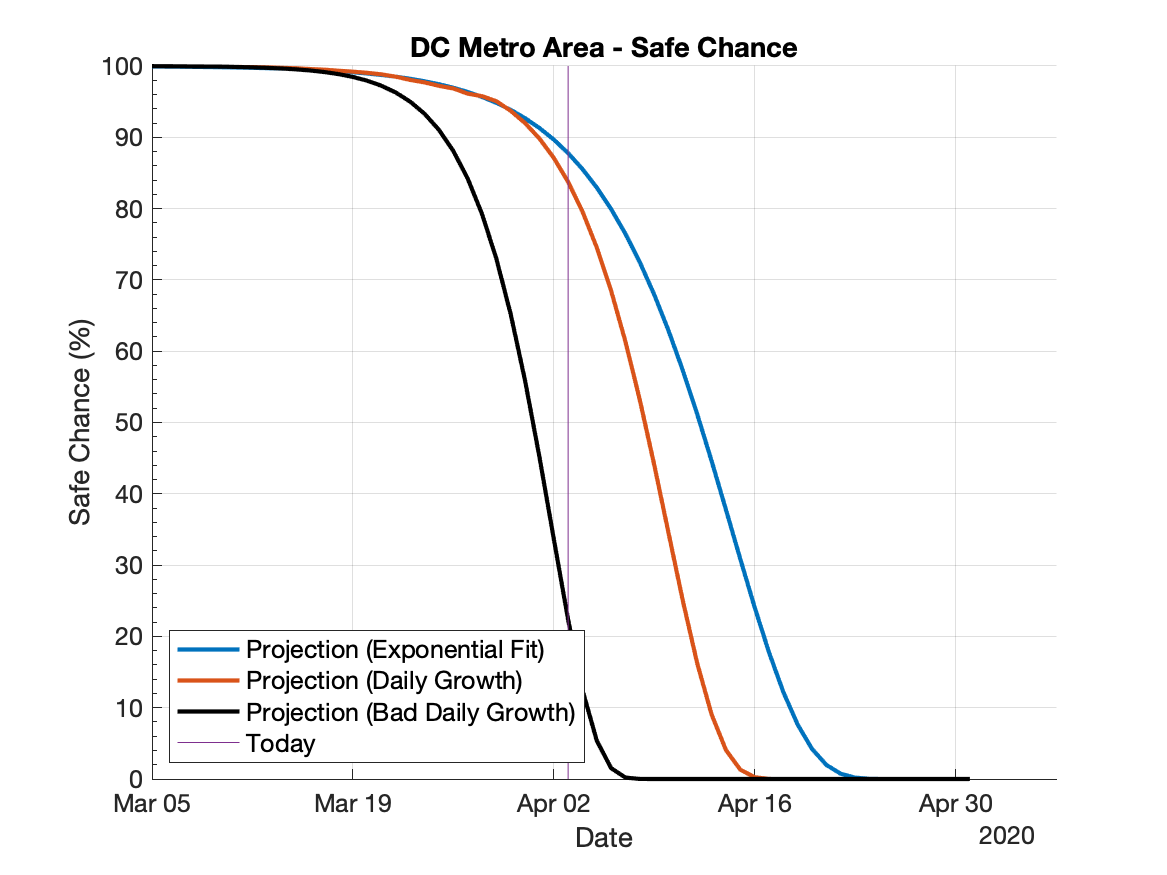 DC Metro Area - Safe Chance
100
90
80
70
60
50
40
30
20
10
0
Safe Chance (%)
Projection (Exponential Fit)
Projection (Daily Growth)
Projection (Bad Daily Growth)
Today
Mar 05 Mar 19 Apr 02 Apr 16 Apr 30
2020
Date